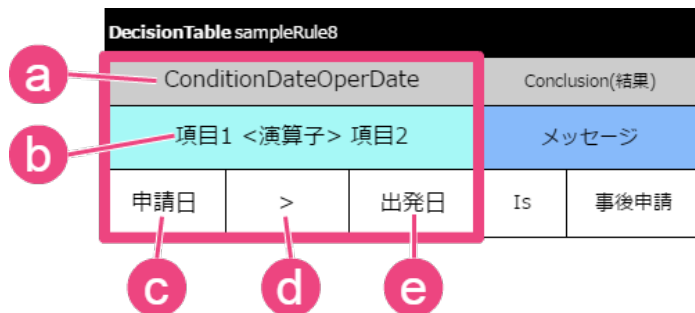 DecisionTable sampleRule8
a ConditionDateOperDate Conclusion(結果)
b 項目1 <演算子> 項目2 メッセージ
申請日 > 出発日 Is 事後申請
c d e